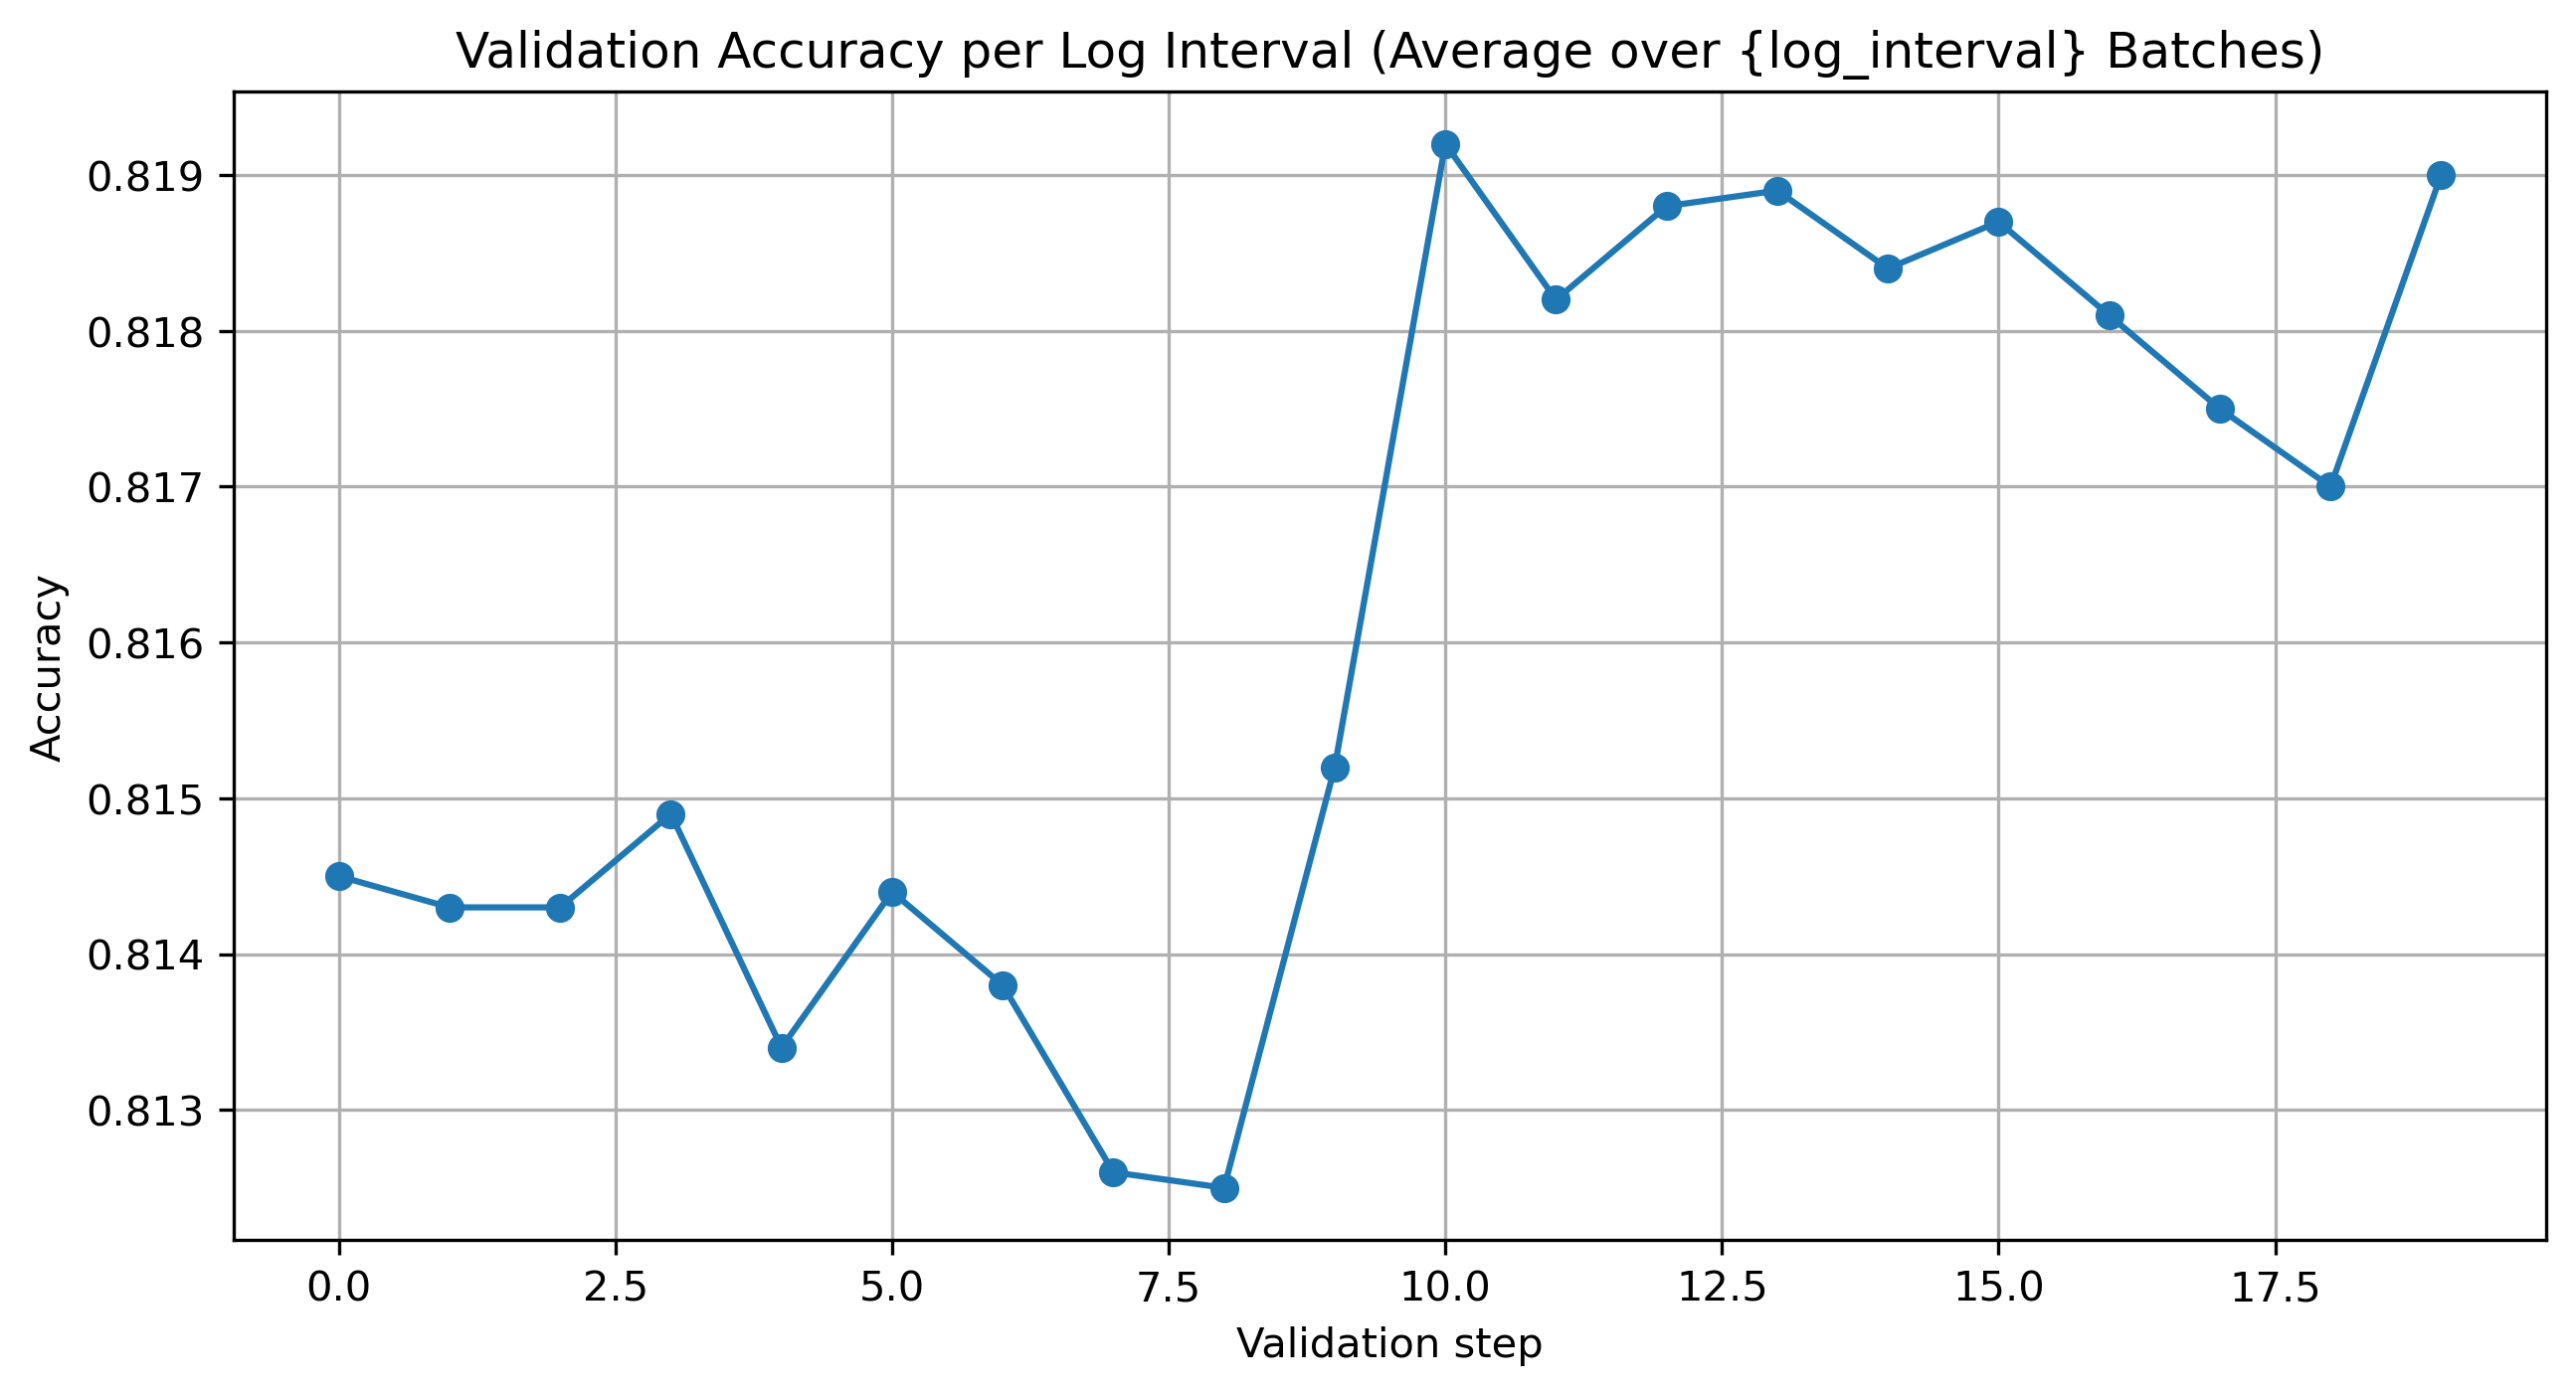 Validation Accuracy per Log Interval (Average over {log_interval} Batches)
Accuracy
0.819
0.818
0.817
0.816
0.815
0.814
0.813
0.0 2.5 5.0 7.5 10.0 12.5 15.0 17.5
Validation step